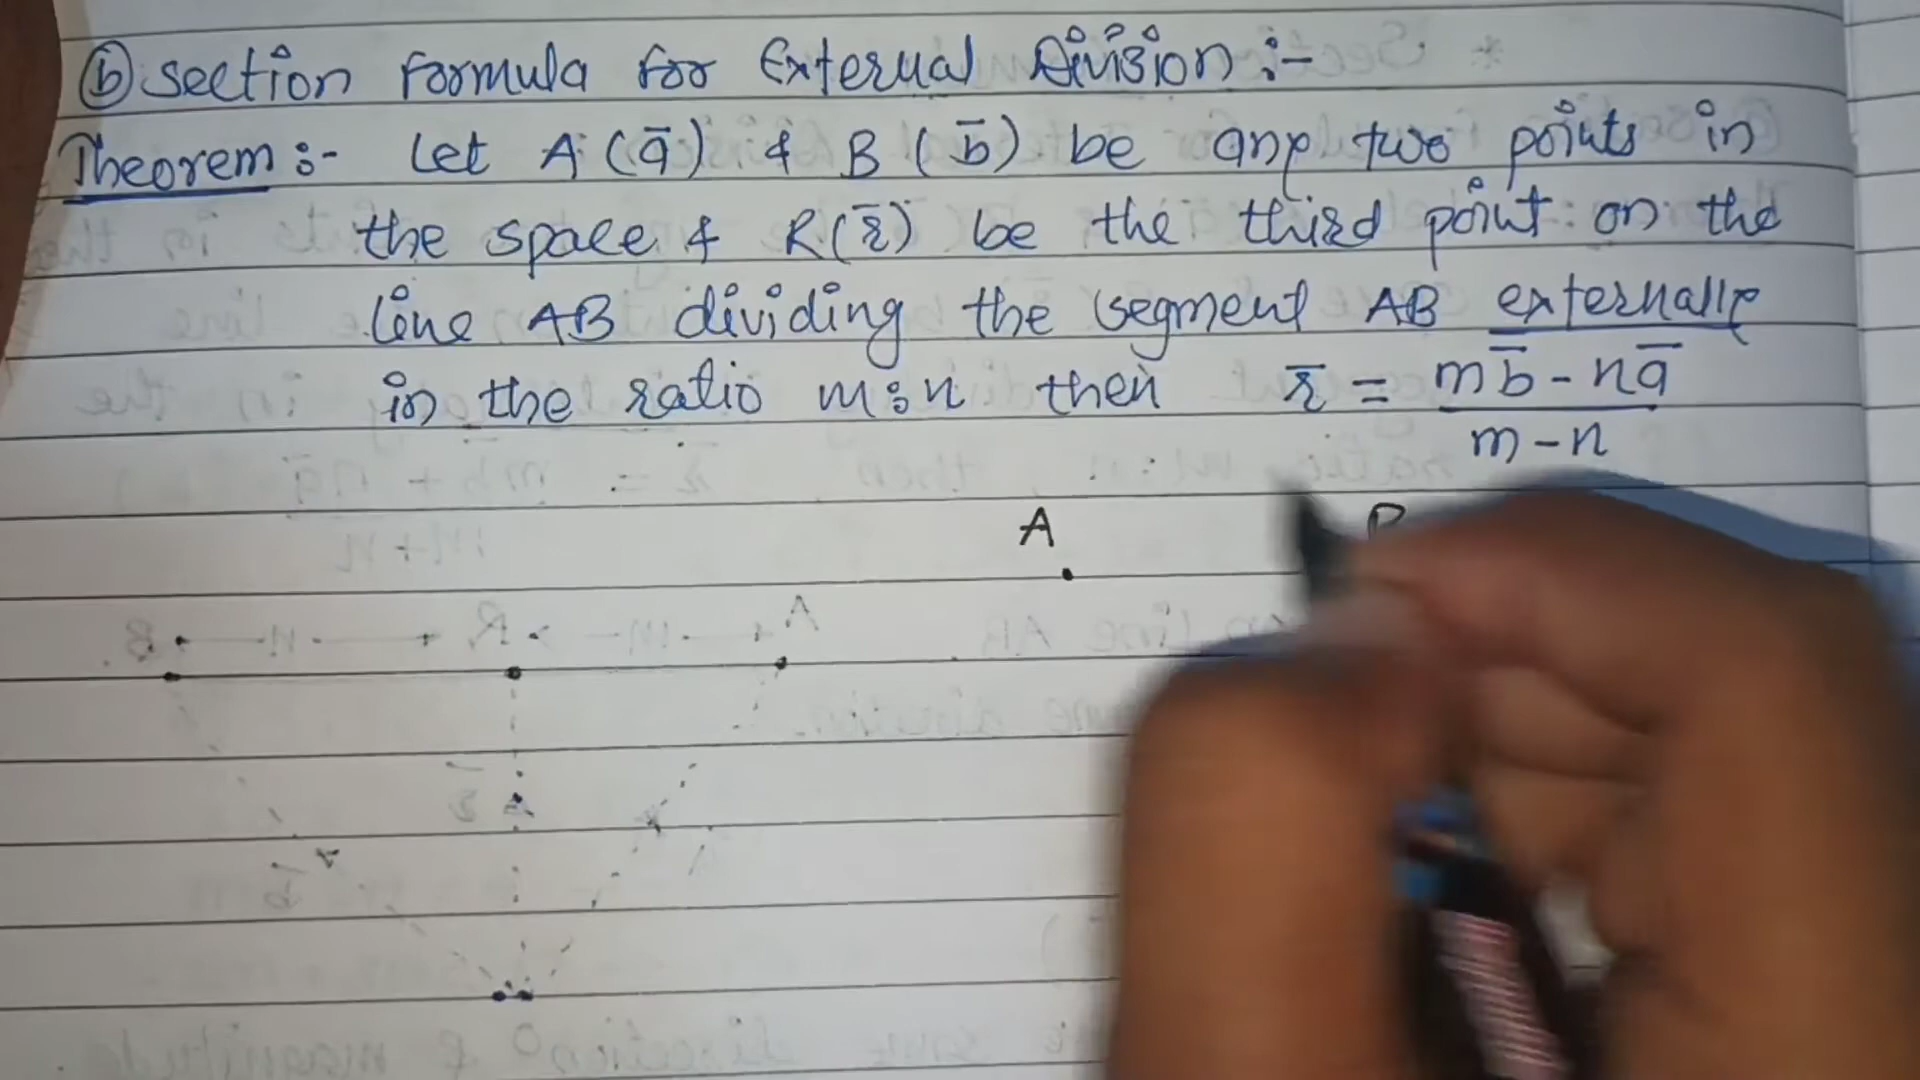 ⓑ Section Formula for External Division :-
Theorem :- Let A (a̅) & B (b̅) be any two points in
the space & R(r̅) be the third point on the
line AB dividing the segment AB externally
in the ratio m:n then r̅ = mb̅ - na̅
m - n
A